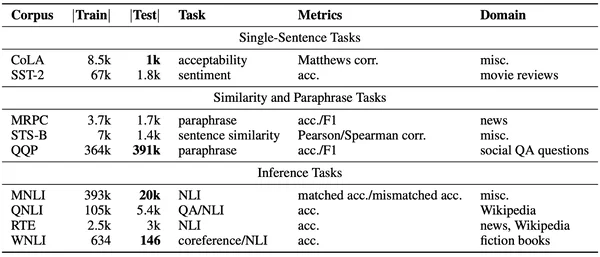 Corpus |Train| |Test| Task Metrics Domain
Single-Sentence Tasks
CoLA 8.5k 1k acceptability Matthews corr. misc.
SST-2 67k 1.8k sentiment acc. movie reviews
Similarity and Paraphrase Tasks
MRPC 3.7k 1.7k paraphrase acc./F1 news
STS-B 7k 1.4k sentence similarity Pearson/Spearman corr. misc.
QQP 364k 391k paraphrase acc./F1 social QA questions
Inference Tasks
MNLI 393k 20k NLI matched acc./mismatched acc. misc.
QNLI 105k 5.4k QA/NLI acc. Wikipedia
RTE 2.5k 3k NLI acc. news, Wikipedia
WNLI 634 146 coreference/NLI acc. fiction books